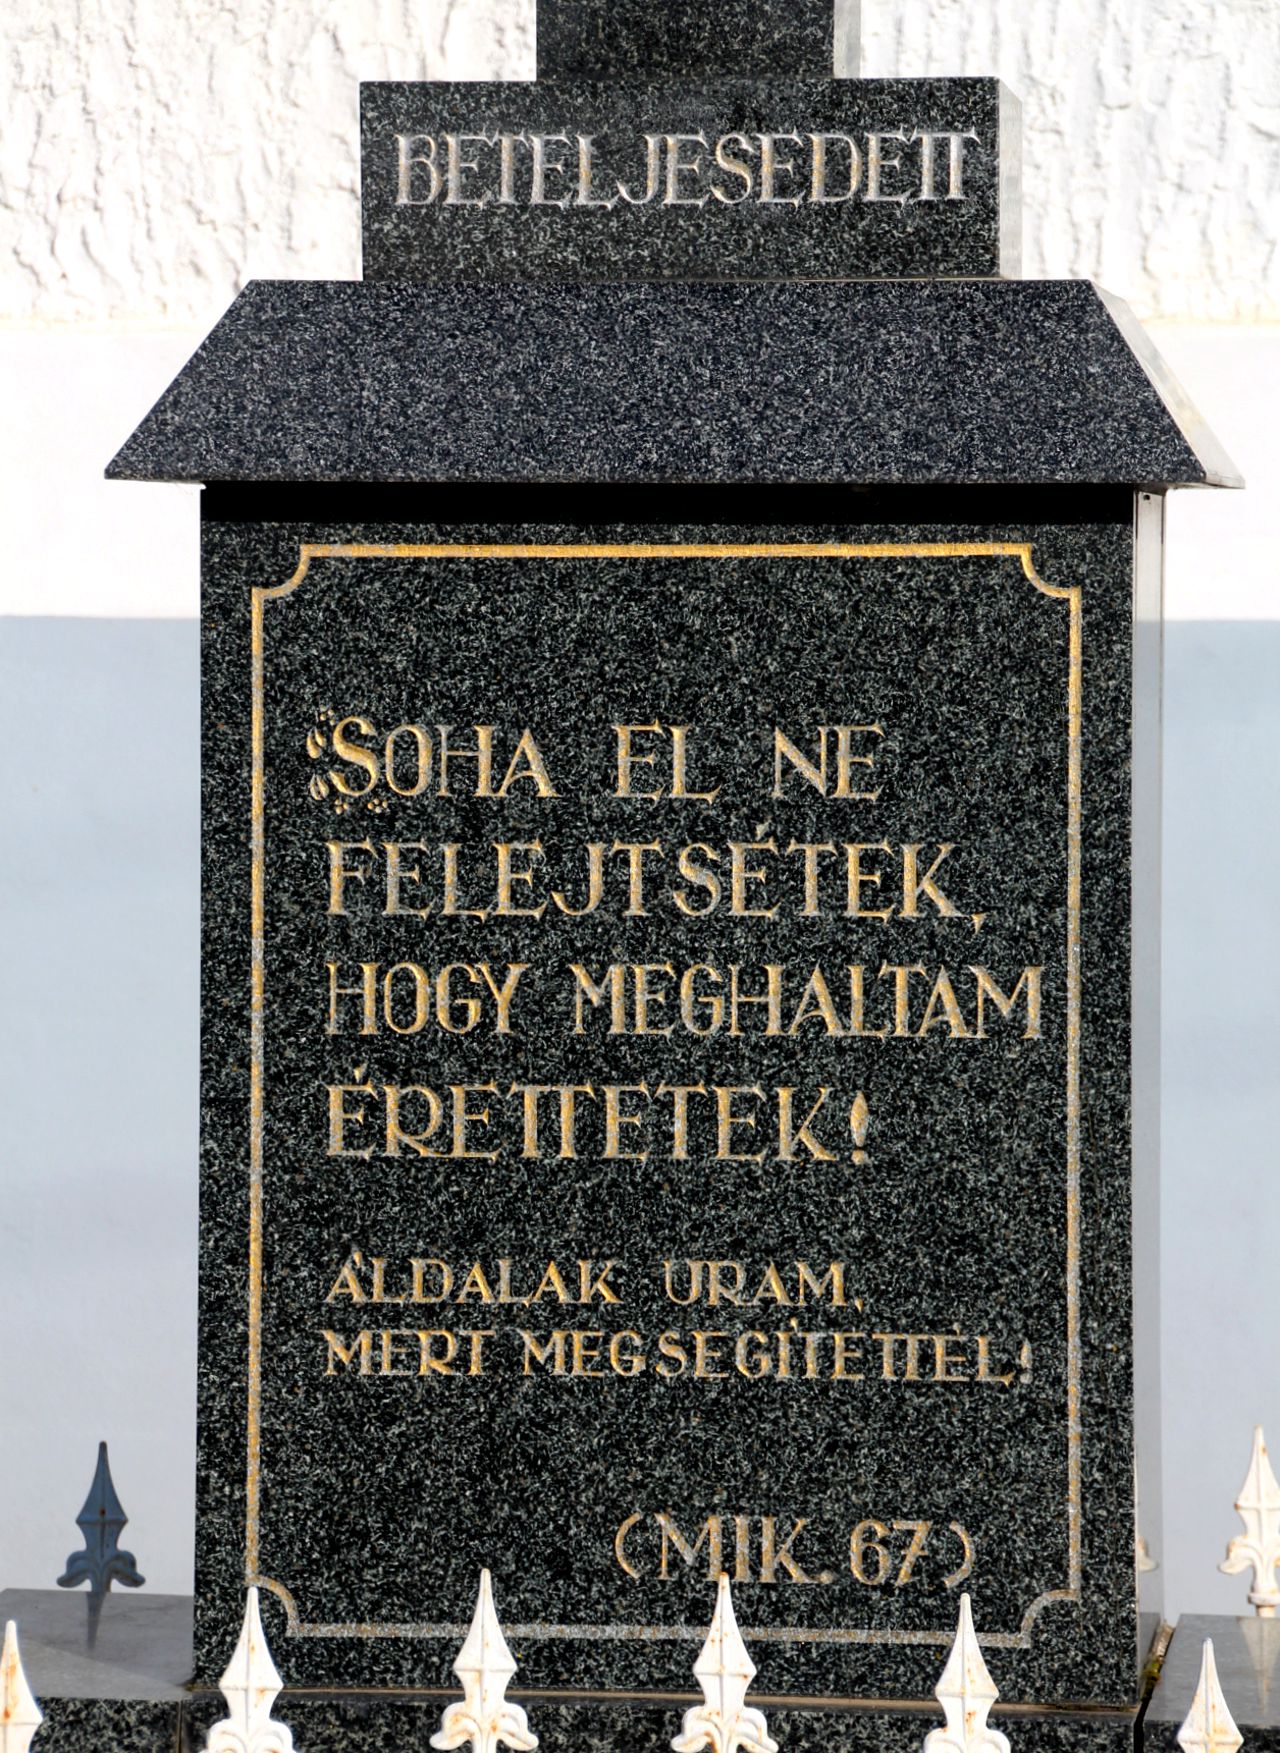 BETELJESEDETT
SOHA EL NE
FELEJTSÉTEK,
HOGY MEGHALTAM
ÉRETTETEK!
ÁLDALAK URAM,
MERT MEGSEGÍTETTÉL!
(MIK. 67)